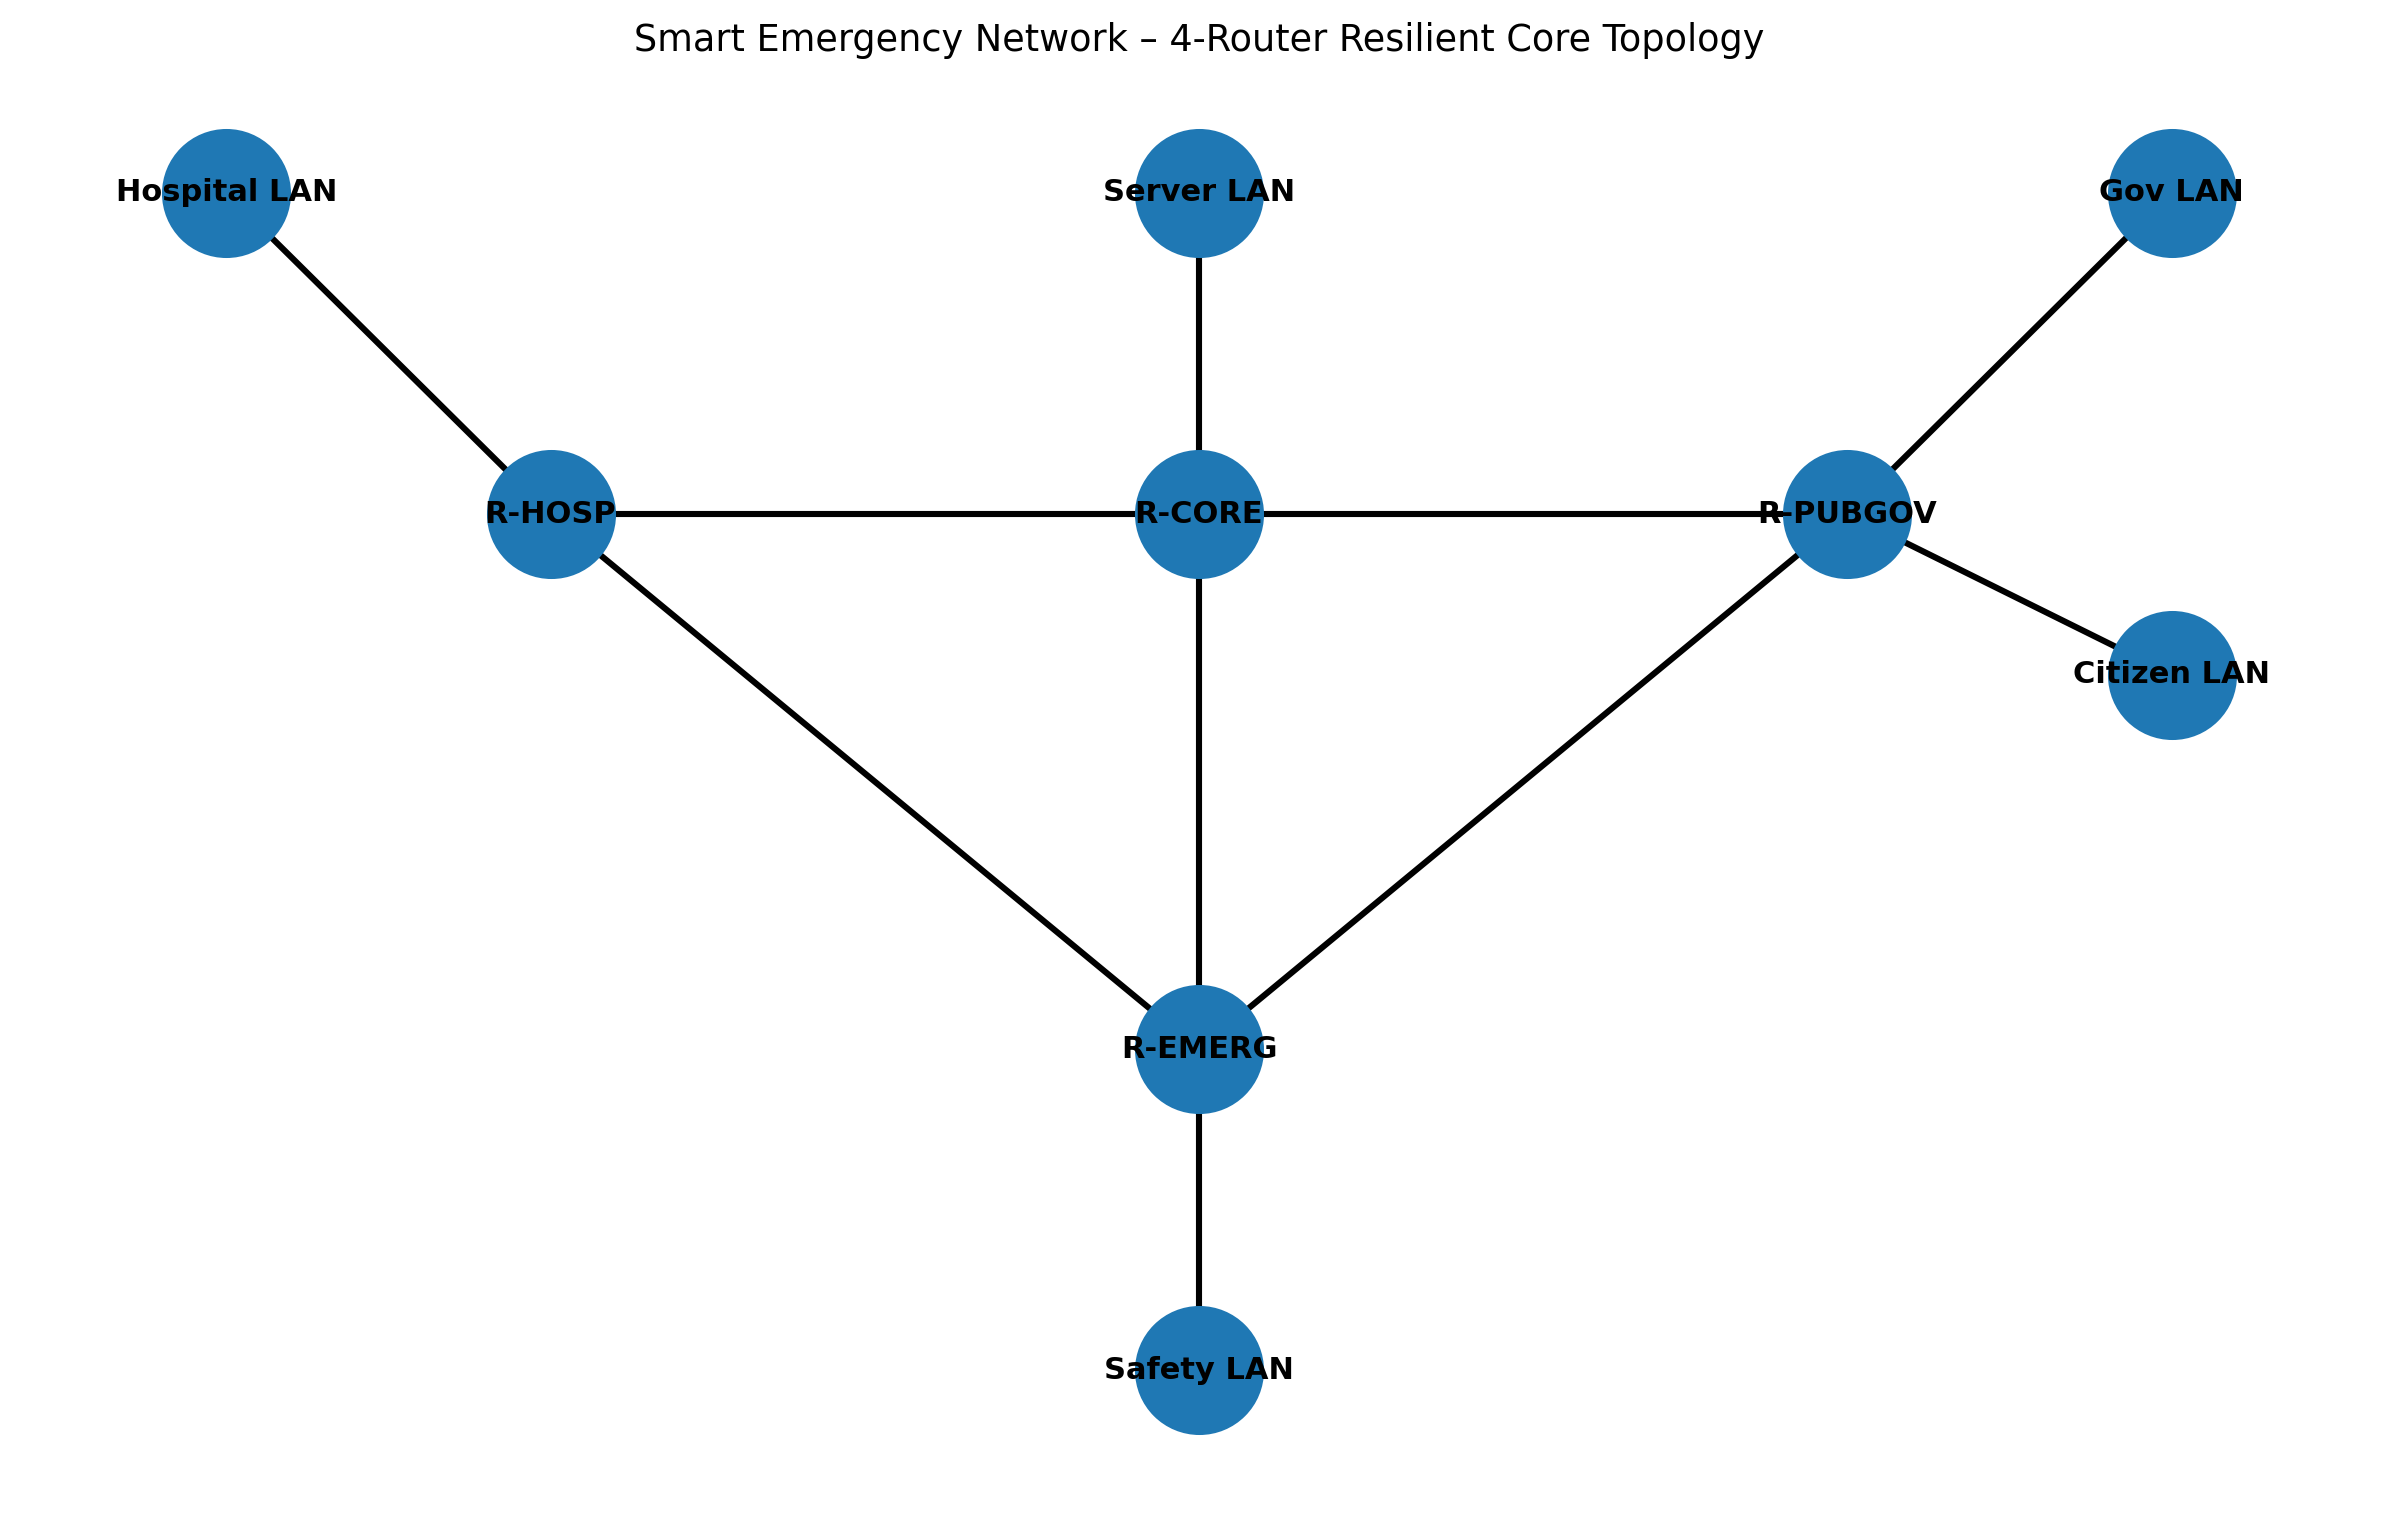 Smart Emergency Network – 4-Router Resilient Core Topology
Hospital LAN
Server LAN
Gov LAN
R-HOSP
R-CORE
R-PUBGOV
Citizen LAN
R-EMERG
Safety LAN